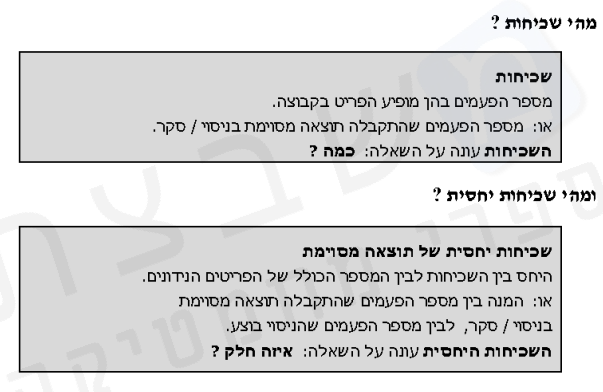 מהי שכיחות ?
שכיחות
מספר הפעמים בהן מופיע הפריט בקבוצה.
או: מספר הפעמים שהתקבלה תוצאה מסוימת בניסוי / סקר.
השכיחות עונה על השאלה: כמה ?
ומהי שכיחות יחסית ?
שכיחות יחסית של תוצאה מסוימת
היחס בין השכיחות לבין המספר הכולל של הפריטים הנידונים.
או: המנה בין מספר הפעמים שהתקבלה תוצאה מסוימת
בניסוי / סקר, לבין מספר הפעמים שהניסוי בוצע.
השכיחות היחסית עונה על השאלה: איזה חלק ?